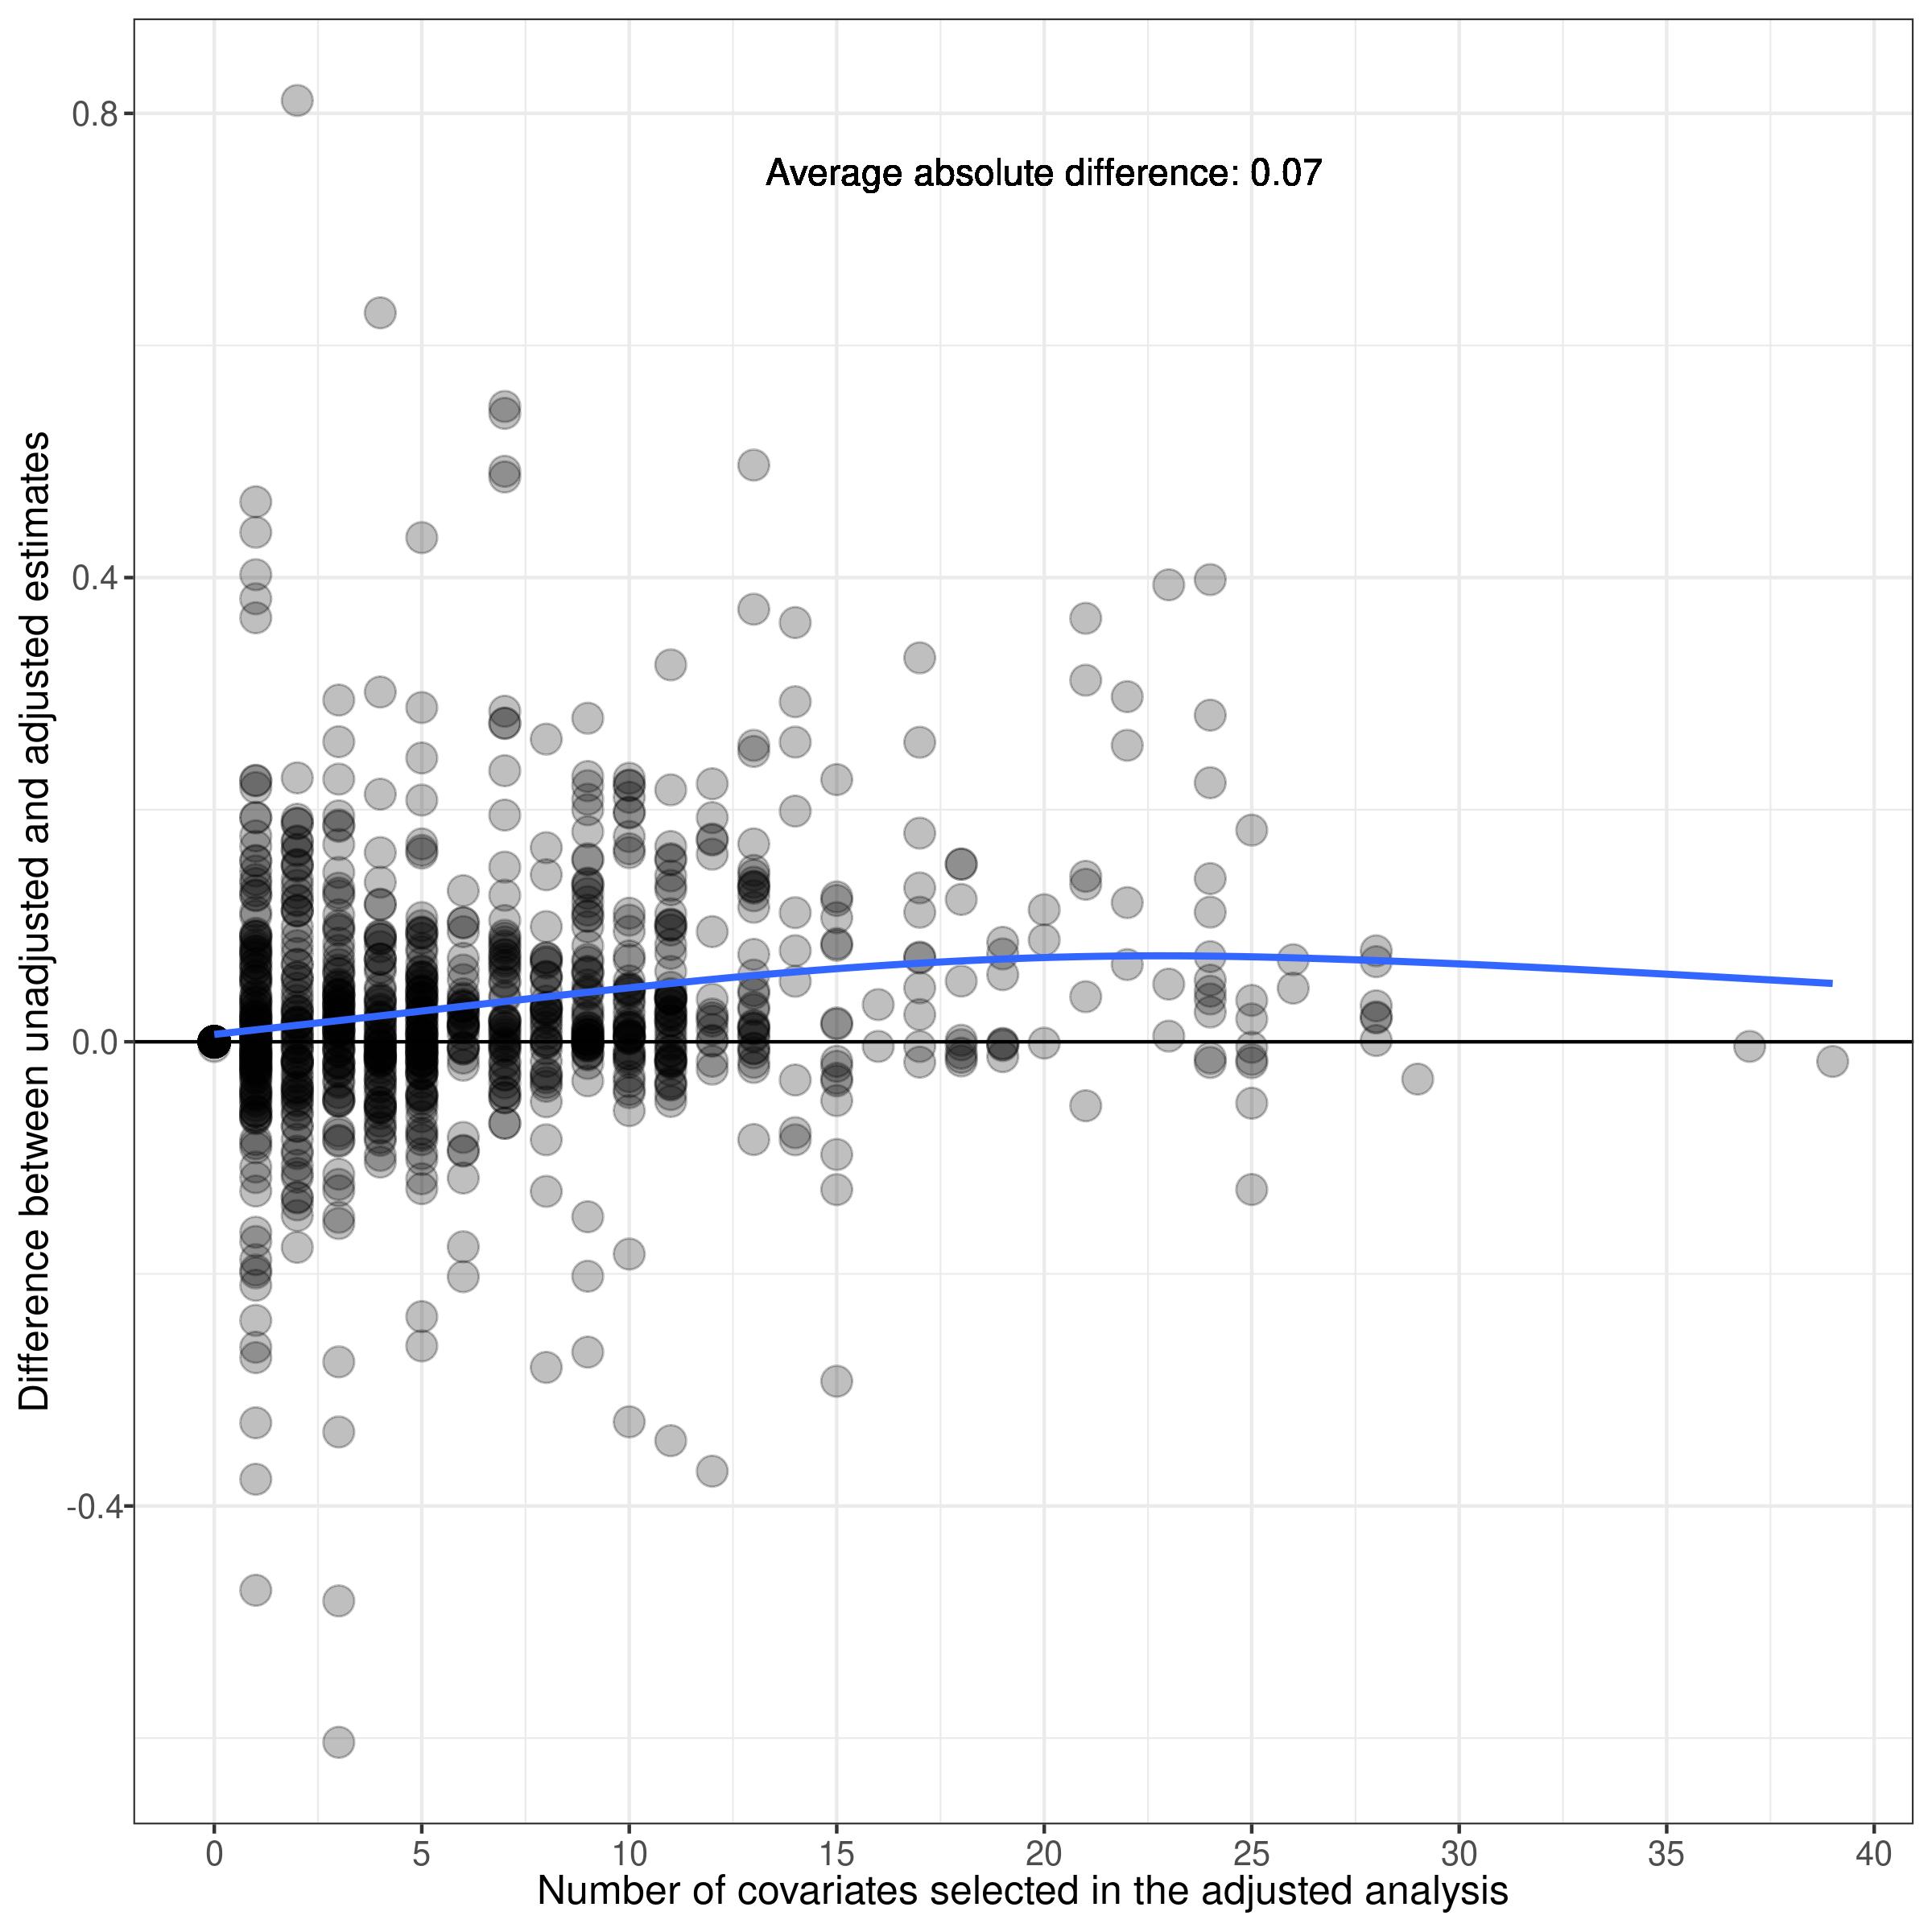 Average absolute difference: 0.07
Difference between unadjusted and adjusted estimates
0.8
0.4
0.0
-0.4
0 5 10 15 20 25 30 35 40
Number of covariates selected in the adjusted analysis